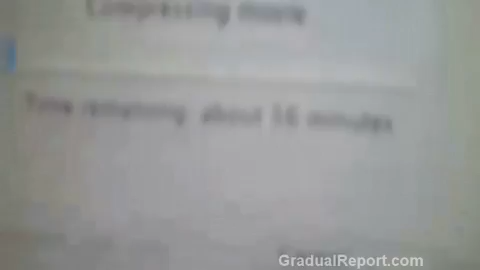 Compressing movie
Time remaining about 16 minutes
GradualReport.com